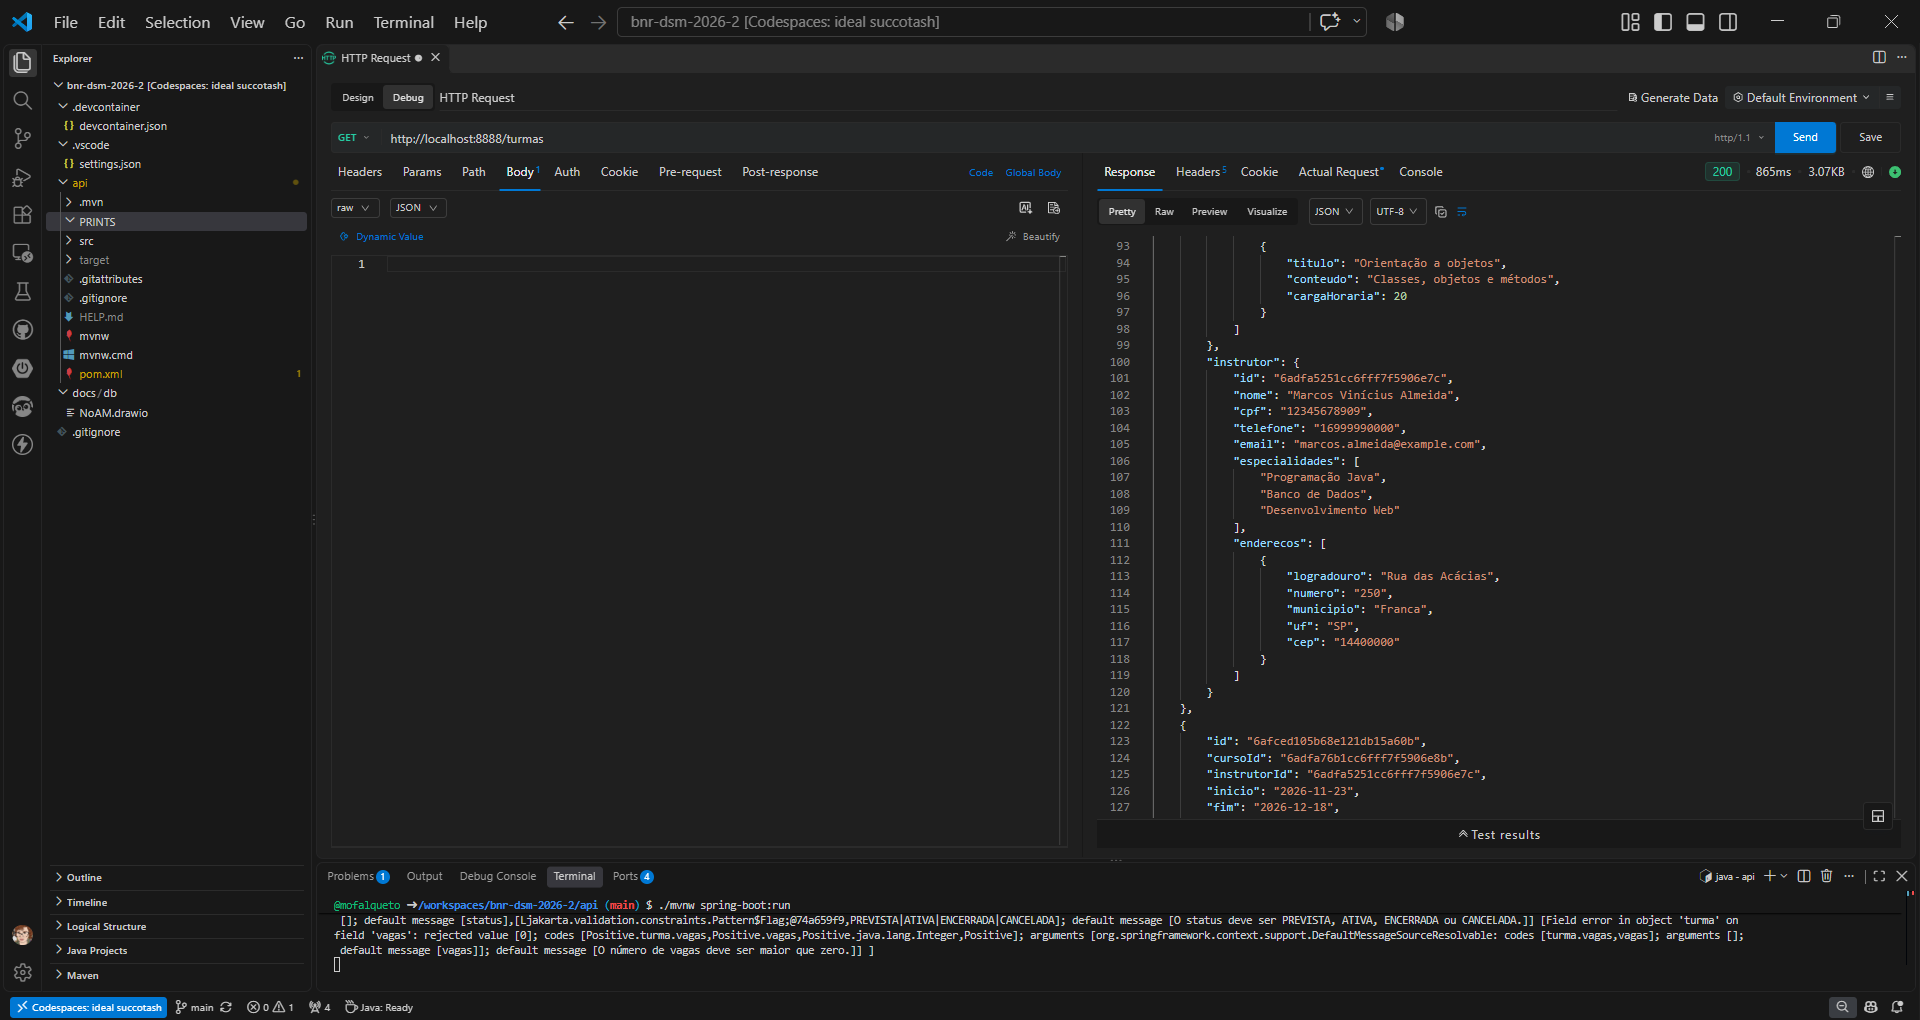 File Edit Selection View Go Run Terminal Help
bnr-dsm-2026-2 [Codespaces: ideal succotash]
Explorer
bnr-dsm-2026-2 [Codespaces: ideal succotash]
.devcontainer
{} devcontainer.json
.vscode
{} settings.json
api
.mvn
PRINTS
src
target
.gitattributes
.gitignore
HELP.md
mvnw
mvnw.cmd
pom.xml 1
docs / db
NoAM.drawio
.gitignore
Outline
Timeline
Logical Structure
Java Projects
Maven
HTTP Request
Design Debug HTTP Request
Generate Data Default Environment
GET http://localhost:8888/turmas http/1.1 Send Save
Headers Params Path Body 1 Auth Cookie Pre-request Post-response Code Global Body
raw JSON
Dynamic Value Beautify
1
Response Headers 5 Cookie Actual Request Console 200 865ms 3.07KB
Pretty Raw Preview Visualize JSON UTF-8
93 {
94 "titulo": "Orientação a objetos",
95 "conteudo": "Classes, objetos e métodos",
96 "cargaHoraria": 20
97 }
98 ]
99 },
100 "instrutor": {
101 "id": "6adfa5251cc6fff7f5906e7c",
102 "nome": "Marcos Vinícius Almeida",
103 "cpf": "12345678909",
104 "telefone": "16999990000",
105 "email": "marcos.almeida@example.com",
106 "especialidades": [
107 "Programação Java",
108 "Banco de Dados",
109 "Desenvolvimento Web"
110 ],
111 "enderecos": [
112 {
113 "logradouro": "Rua das Acácias",
114 "numero": "250",
115 "municipio": "Franca",
116 "uf": "SP",
117 "cep": "14400000"
118 }
119 ]
120 }
121 },
122 {
123 "id": "6afced105b68e121db15a60b",
124 "cursoId": "6adfa76b1cc6fff7f5906e8b",
125 "instrutorId": "6adfa5251cc6fff7f5906e7c",
126 "inicio": "2026-11-23",
127 "fim": "2026-12-18",
Test results
Problems 1 Output Debug Console Terminal Ports 4 java - api
@mofalqueto ➜ /workspaces/bnr-dsm-2026-2/api (main) $ ./mvnw spring-boot:run
[]; default message [status],[Ljakarta.validation.constraints.Pattern$Flag;@74a659f9,PREVISTA|ATIVA|ENCERRADA|CANCELADA]; default message [O status deve ser PREVISTA, ATIVA, ENCERRADA ou CANCELADA.]] [Field error in object 'turma' on
field 'vagas': rejected value [0]; codes [Positive.turma.vagas,Positive.vagas,Positive.java.lang.Integer,Positive]; arguments [org.springframework.context.support.DefaultMessageSourceResolvable: codes [turma.vagas,vagas]; arguments [];
default message [vagas]]; default message [O número de vagas deve ser maior que zero.]] ]
Codespaces: ideal succotash main 0 1 4 Java: Ready